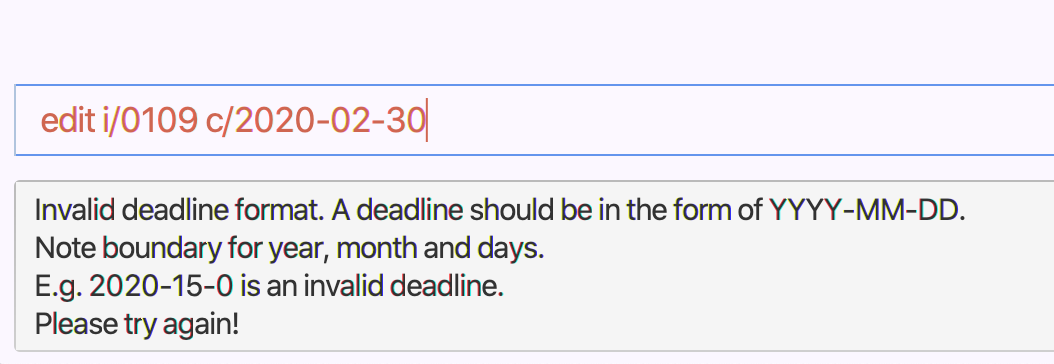 edit i/0109 c/2020-02-30
Invalid deadline format. A deadline should be in the form of YYYY-MM-DD.
Note boundary for year, month and days.
E.g. 2020-15-0 is an invalid deadline.
Please try again!